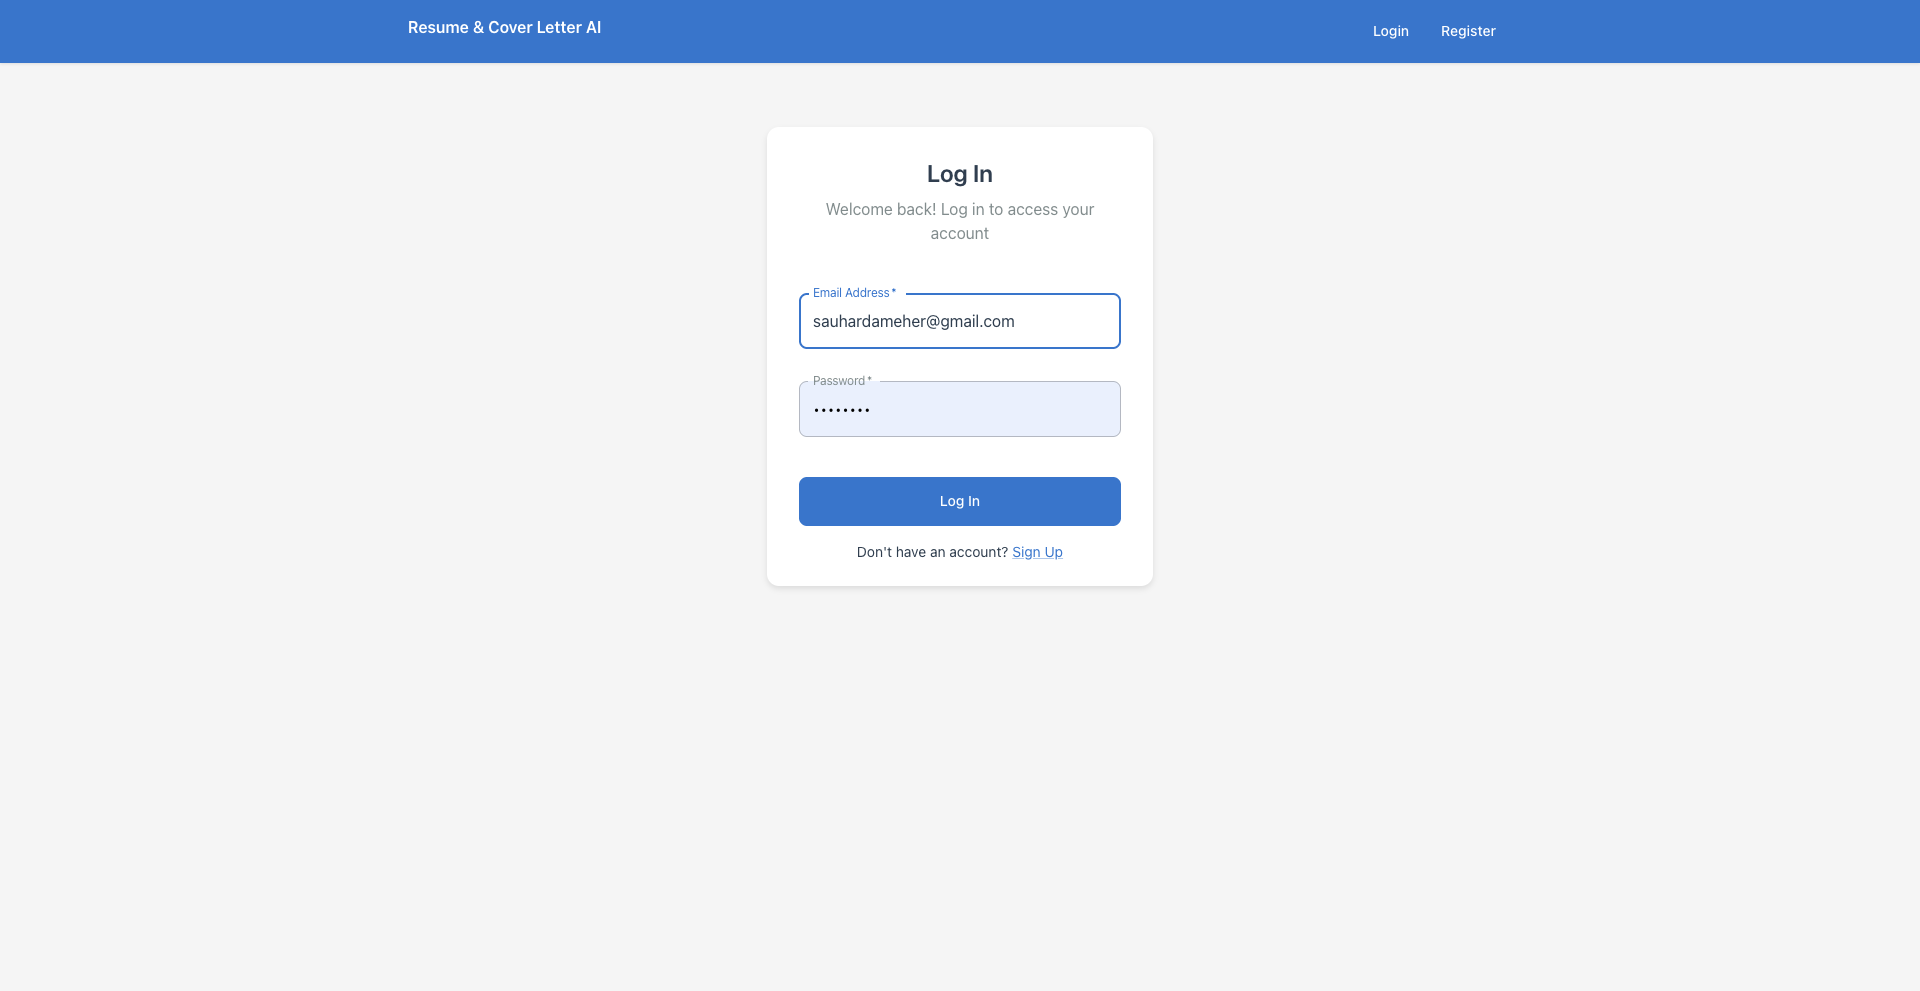 Resume & Cover Letter AI
Login
Register
Log In
Welcome back! Log in to access your
account
Email Address *
sauhardameher@gmail.com
Password *
••••••••
Log In
Don't have an account? Sign Up